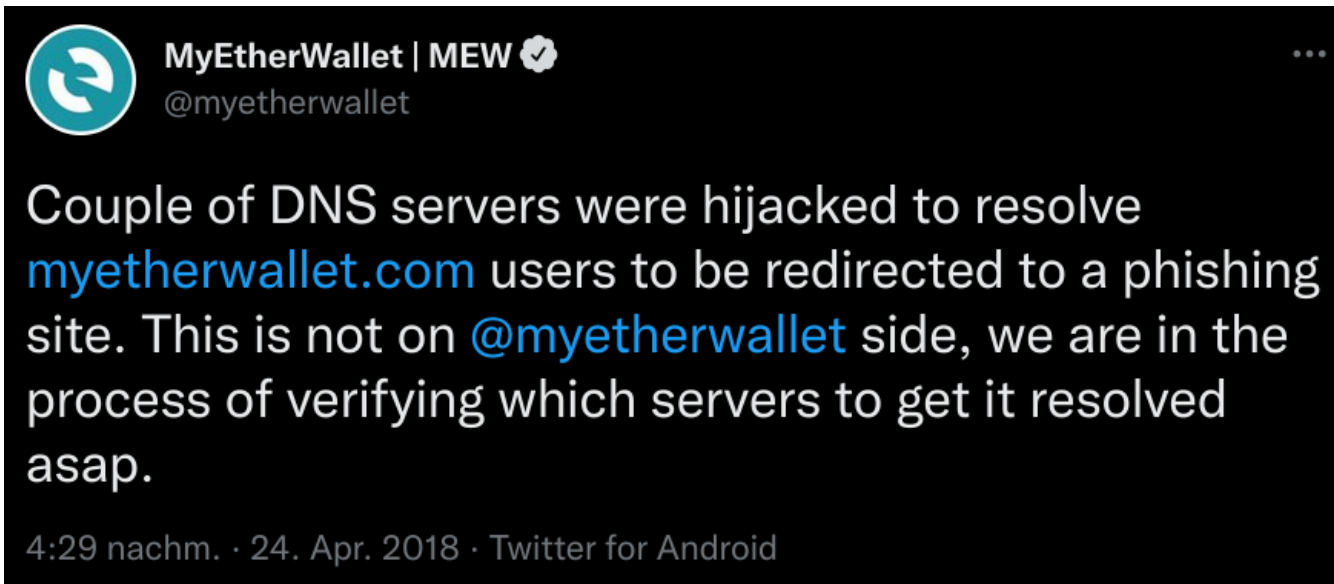 MyEtherWallet | MEW
@myetherwallet
Couple of DNS servers were hijacked to resolve
myetherwallet.com users to be redirected to a phishing
site. This is not on @myetherwallet side, we are in the
process of verifying which servers to get it resolved
asap.
4:29 nachm. · 24. Apr. 2018 · Twitter for Android